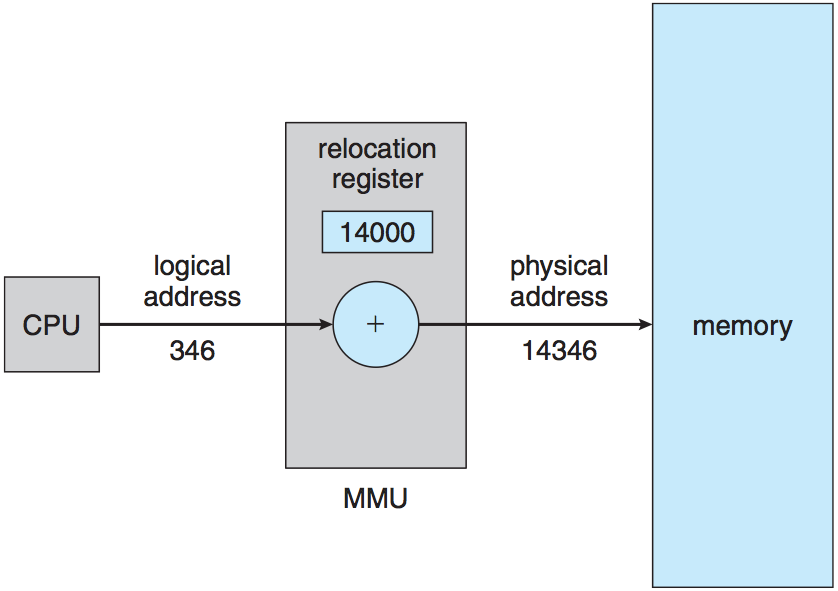 relocation
register
14000
logical
address
physical
address
CPU
+
memory
346
14346
MMU